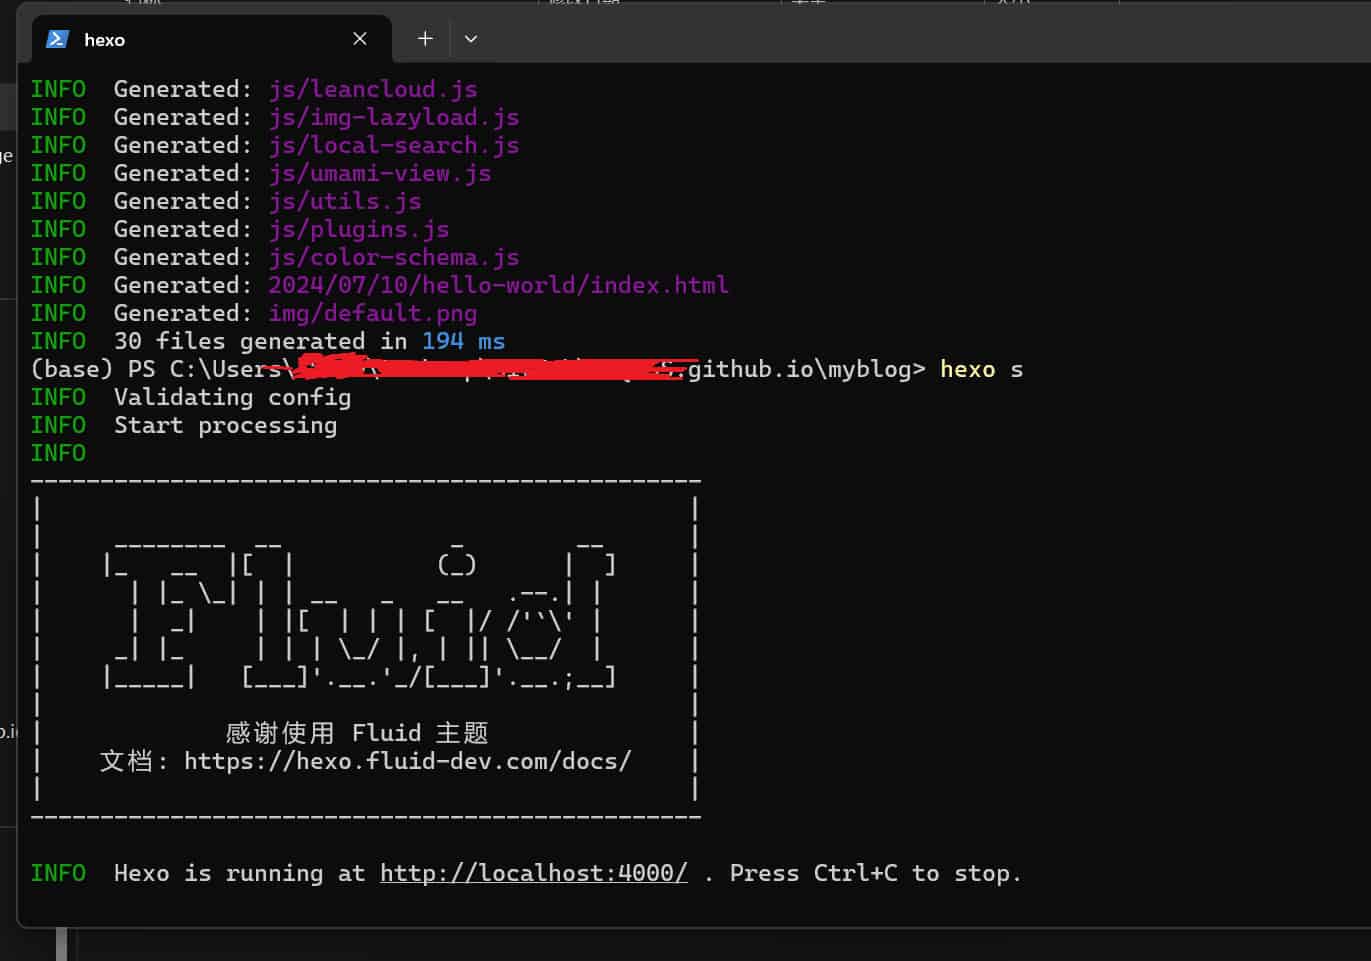 hexo
INFO  Generated: js/leancloud.js
INFO  Generated: js/img-lazyload.js
INFO  Generated: js/local-search.js
INFO  Generated: js/umami-view.js
INFO  Generated: js/utils.js
INFO  Generated: js/plugins.js
INFO  Generated: js/color-schema.js
INFO  Generated: 2024/07/10/hello-world/index.html
INFO  Generated: img/default.png
INFO  30 files generated in 194 ms
(base) PS C:\Users\ .github.io\myblog> hexo s
INFO  Validating config
INFO  Start processing
INFO
Fluid
感谢使用 Fluid 主题
文档: https://hexo.fluid-dev.com/docs/
INFO  Hexo is running at http://localhost:4000/ . Press Ctrl+C to stop.